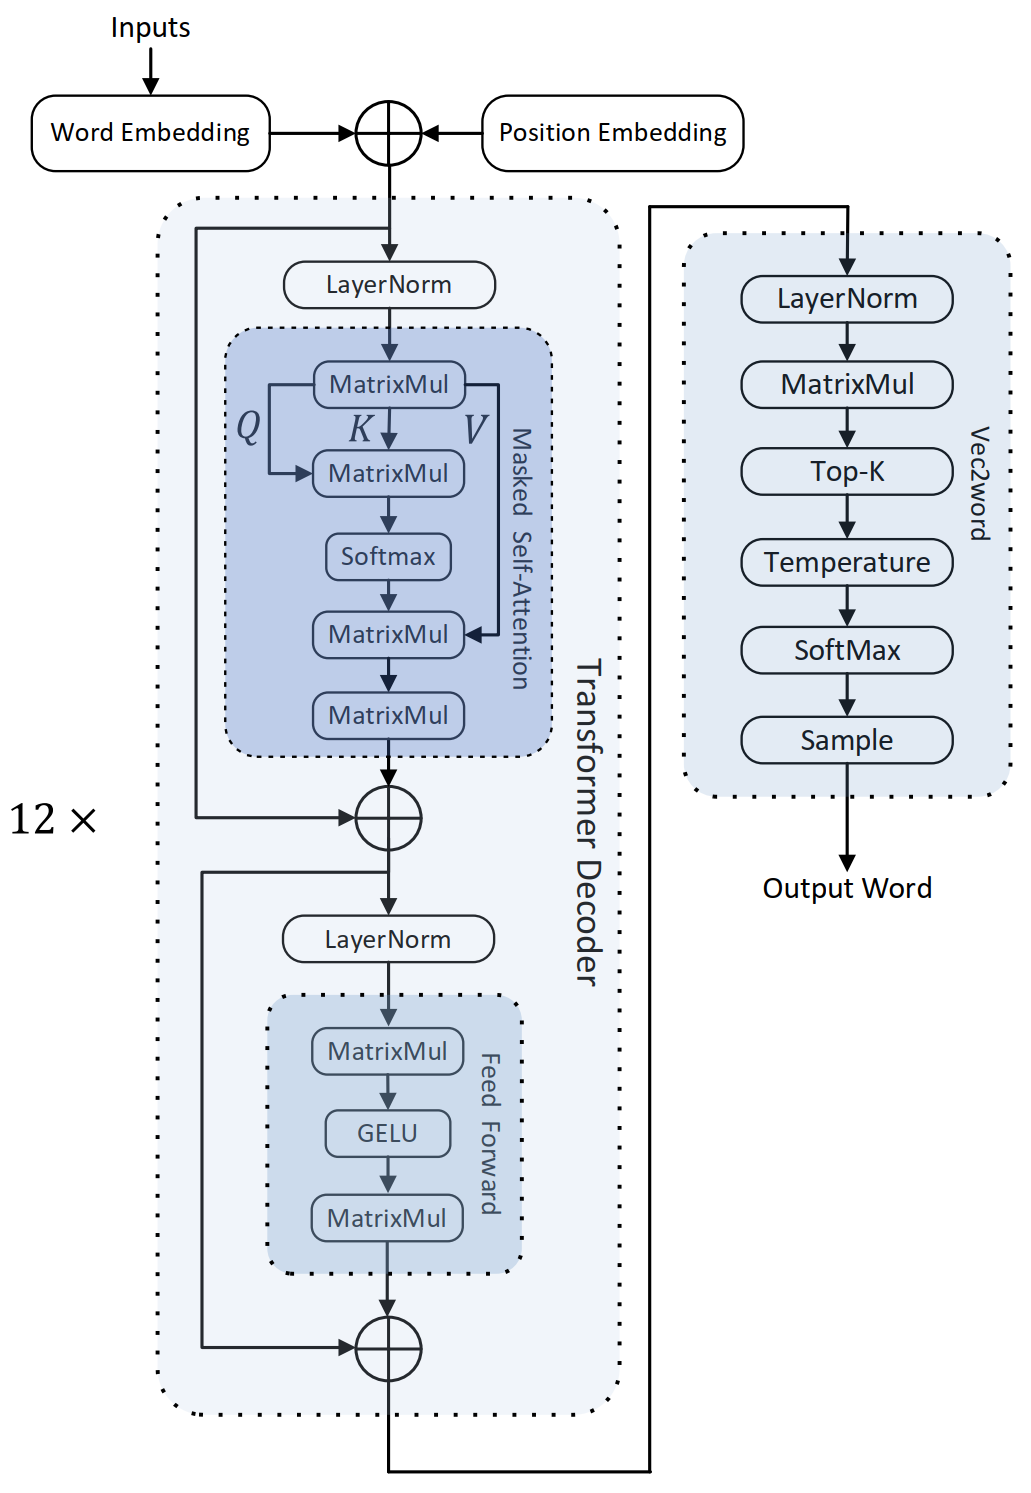 Inputs
Word Embedding
Position Embedding
LayerNorm
MatrixMul
Q
K
V
MatrixMul
Softmax
MatrixMul
MatrixMul
Masked Self-Attention
12 ×
LayerNorm
MatrixMul
GELU
MatrixMul
Feed Forward
Transformer Decoder
LayerNorm
MatrixMul
Top-K
Temperature
SoftMax
Sample
Vec2word
Output Word